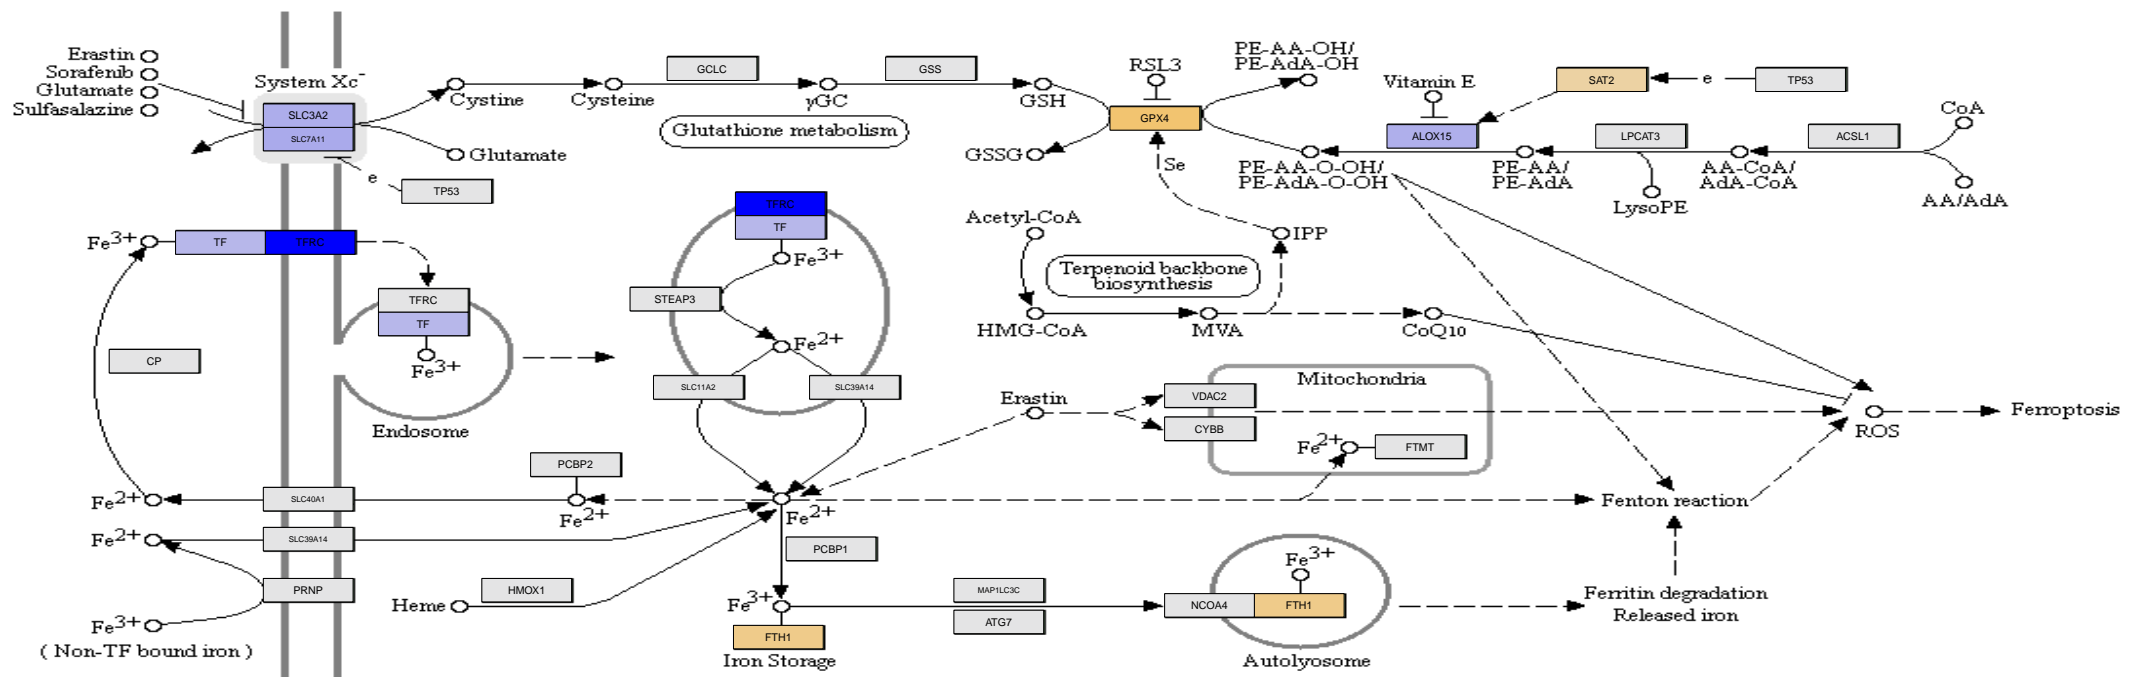 Erastin
Sorafenib
Glutamate
Sulfasalazine
System Xc-
SLC3A2
SLC7A11
Cystine
Glutamate
e
TP53
Cysteine
GCLC
γGC
GSS
GSH
GSSG
Glutathione metabolism
RSL3
GPX4
Se
PE-AA-OH/
PE-AdA-OH
PE-AA-O-OH/
PE-AdA-O-OH
Vitamin E
ALOX15
SAT2
e
TP53
PE-AA/
PE-AdA
LPCAT3
LysoPE
AA-CoA/
AdA-CoA
ACSL1
CoA
AA/AdA
Fe3+
TF
TFRC
TFRC
TF
Fe3+
Endosome
CP
TFRC
TF
Fe3+
STEAP3
Fe2+
SLC11A2
SLC39A14
Acetyl-CoA
HMG-CoA
Terpenoid backbone
biosynthesis
MVA
IPP
CoQ10
Erastin
VDAC2
CYBB
Mitochondria
Fe2+
FTMT
ROS
Ferroptosis
Fe2+
SLC40A1
PCBP2
Fe2+
Fe2+
Fenton reaction
Fe2+
SLC39A14
PRNP
Fe3+
( Non-TF bound iron )
Heme
HMOX1
PCBP1
Fe3+
FTH1
Iron Storage
MAP1LC3C
ATG7
NCOA4
FTH1
Fe3+
Autolyosome
Ferritin degradation
Released iron